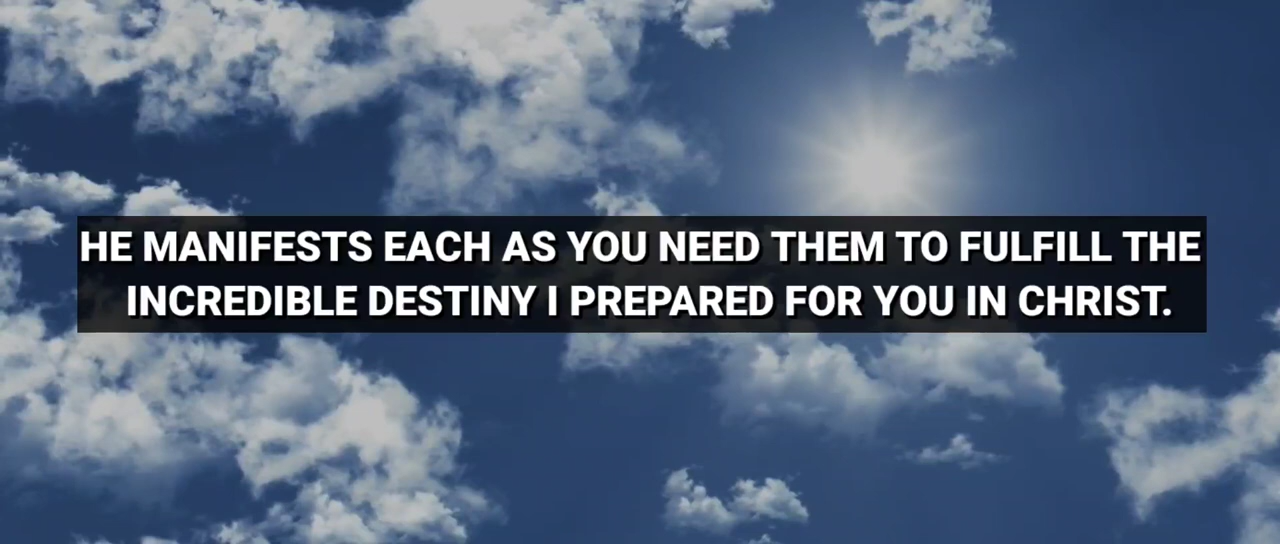 HE MANIFESTS EACH AS YOU NEED THEM TO FULFILL THE
INCREDIBLE DESTINY I PREPARED FOR YOU IN CHRIST.